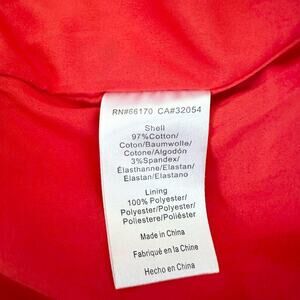 RN#66170 CA#32054
Shell
97%Cotton/
Coton/Baumwolle/
Cotone/Algodón
3%Spandex/
Élasthanne/Elastan/
Elastan/Elastano
Lining
100% Polyester/
Polyester/Polyester/
Poliestere/Poliéster
Made in China
Fabriqué en la Chine
Hecho en China